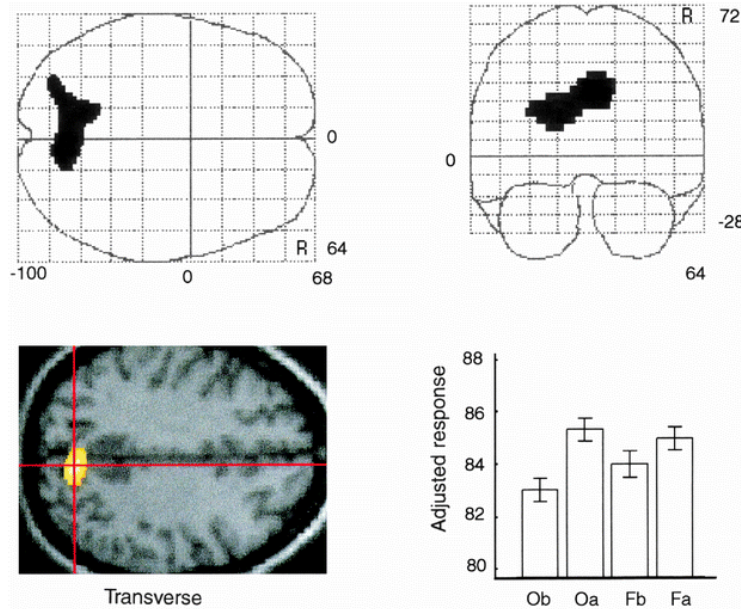 R 72
0
0
-28
R 64
-100 0 68
64
88
86
84
82
80
Adjusted response
Ob Oa Fb Fa
Transverse